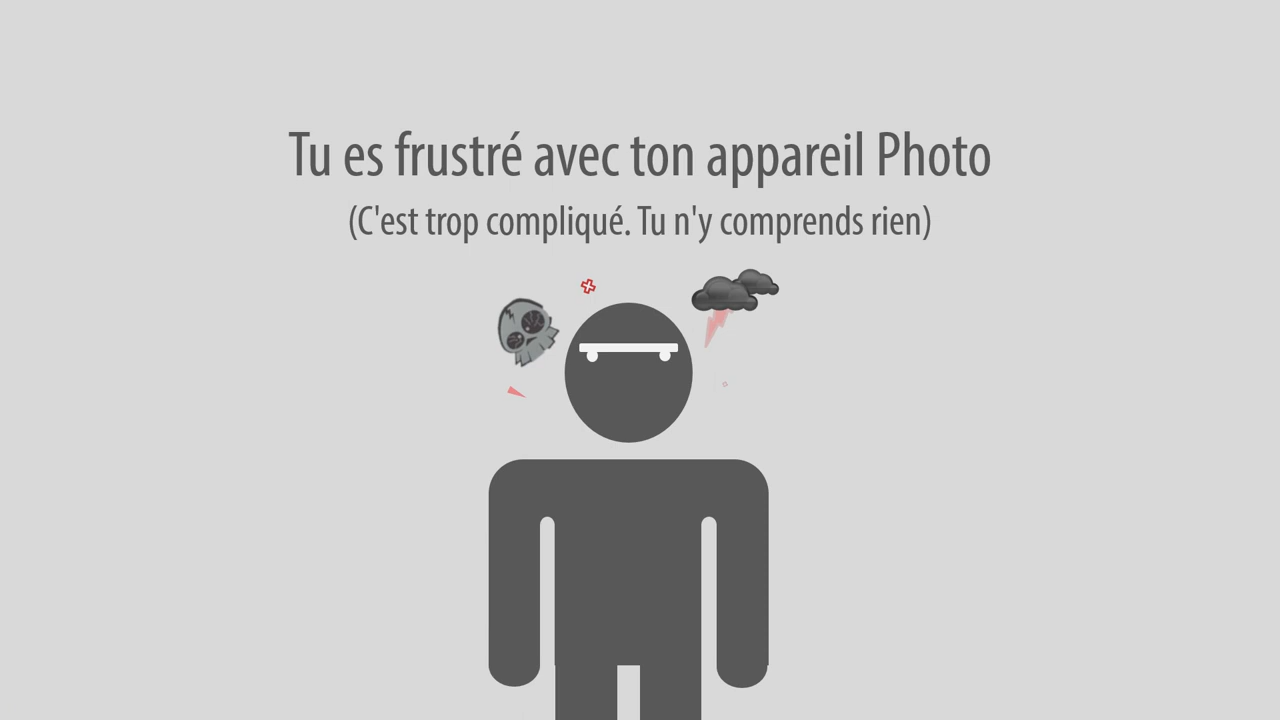 Tu es frustré avec ton appareil Photo
(C'est trop compliqué. Tu n'y comprends rien)